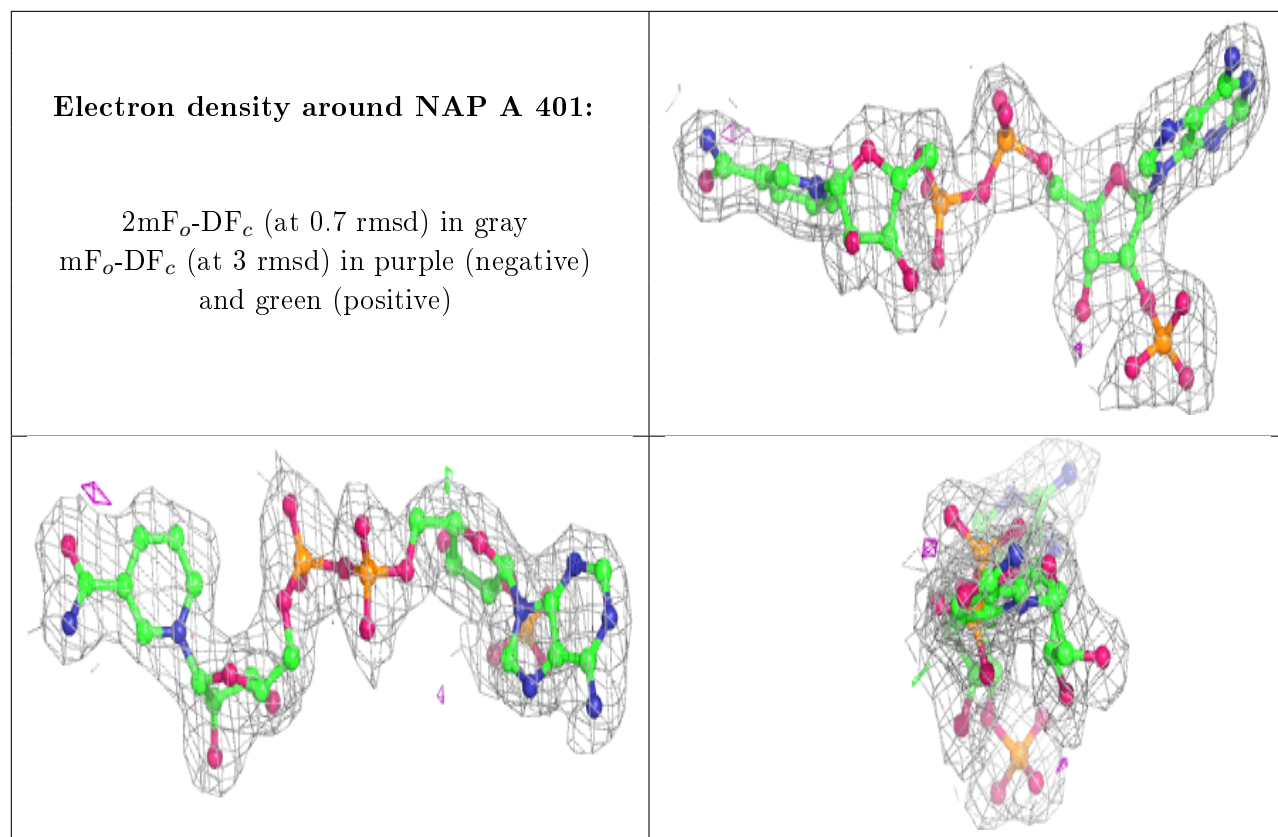 Electron density around NAP A 401:
2mFₒ-DF𝒸 (at 0.7 rmsd) in gray
mFₒ-DF𝒸 (at 3 rmsd) in purple (negative)
and green (positive)